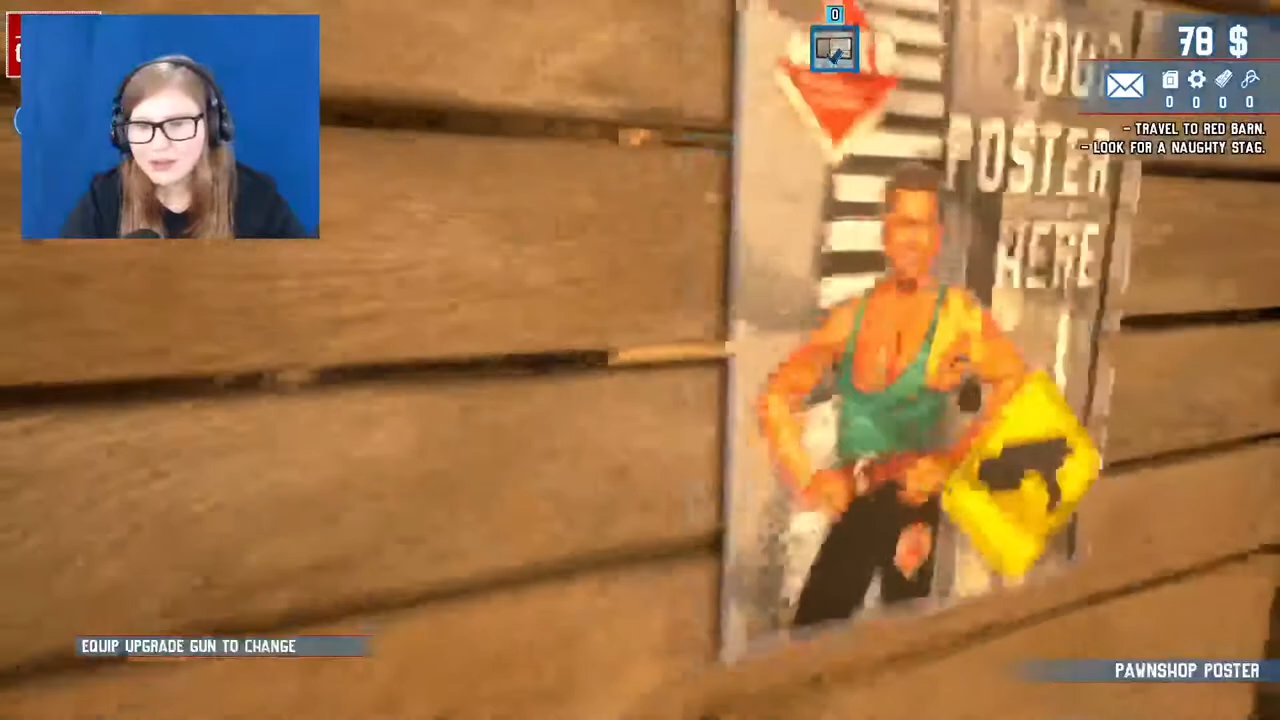 0
78 $
0 0 0 0
- TRAVEL TO RED BARN.
- LOOK FOR A NAUGHTY STAG.
YOUR
POSTER
HERE
EQUIP UPGRADE GUN TO CHANGE
PAWNSHOP POSTER